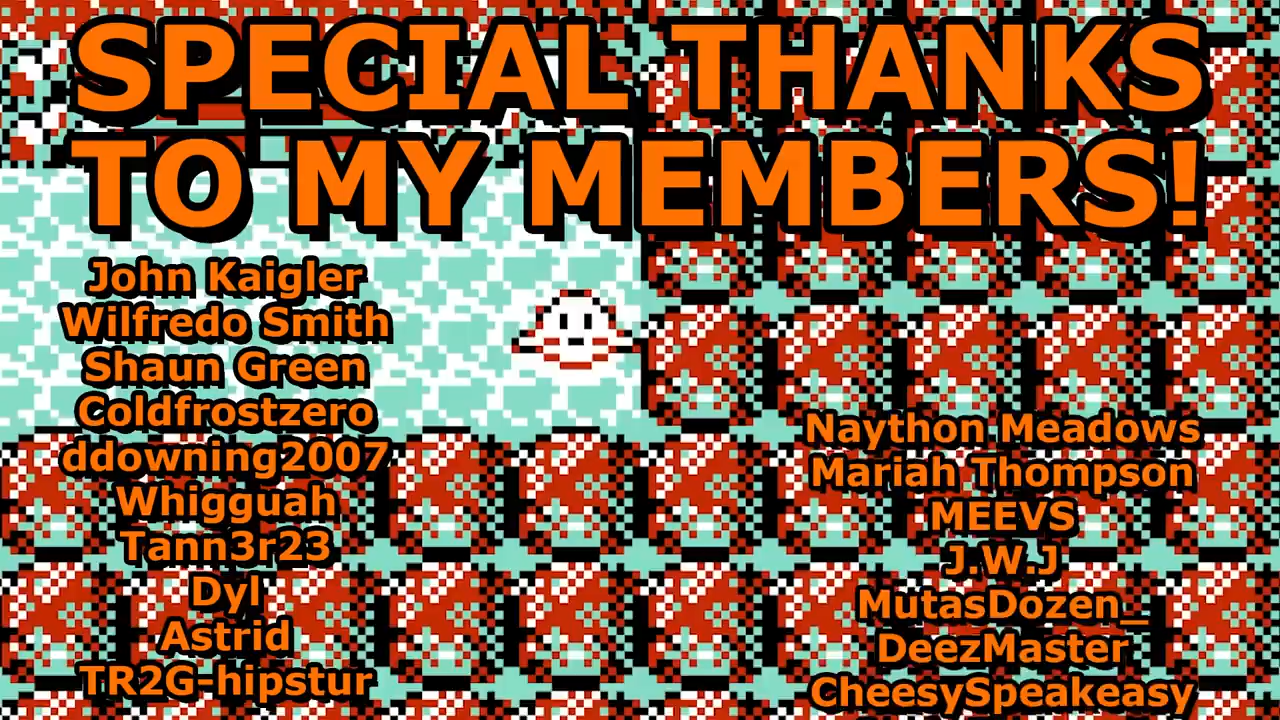 SPECIAL THANKS
TO MY MEMBERS!
John Kaigler
Wilfredo Smith
Shaun Green
Coldfrostzero
ddowning2007
Whigguah
Tann3r23
Dyl
Astrid
TR2G-hipstur
Naython Meadows
Mariah Thompson
MEEVS
J.W.J
MutasDozen_
DeezMaster
CheesySpeakeasy